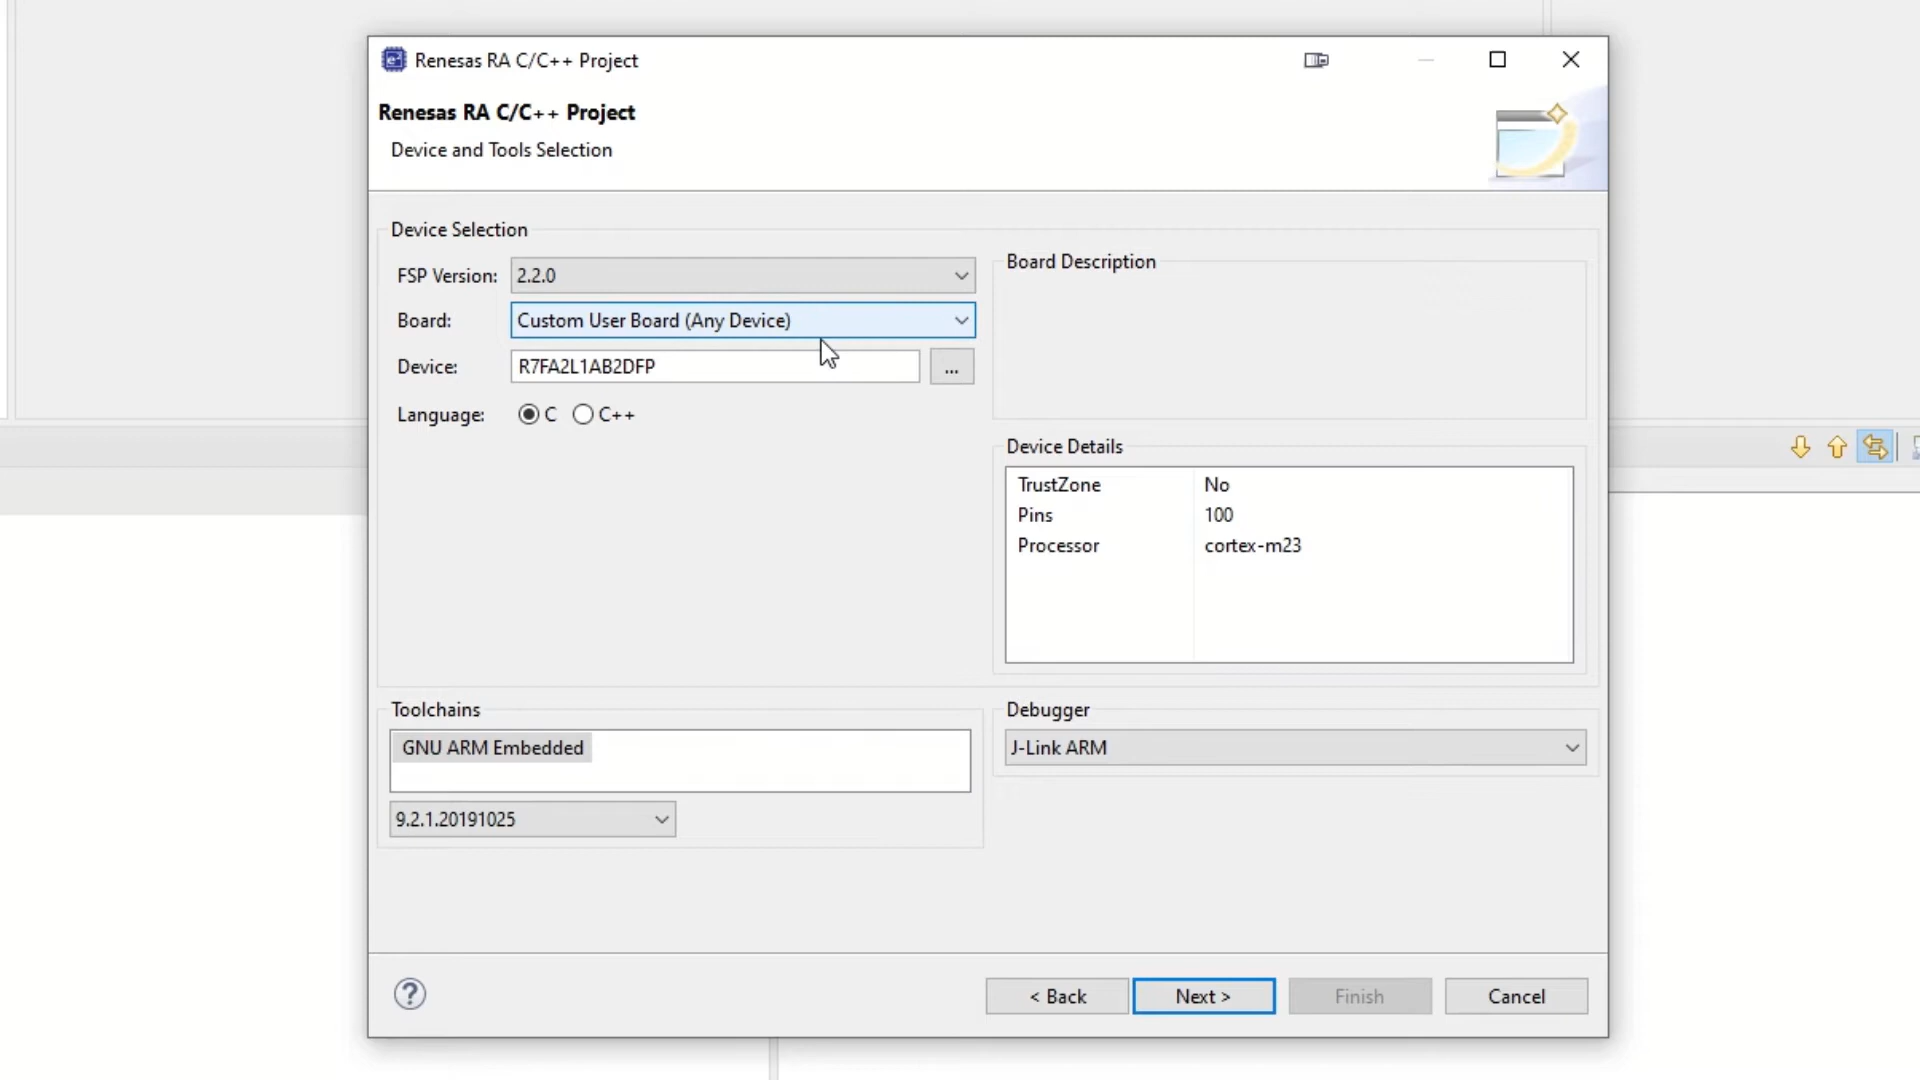 Renesas RA C/C++ Project
Renesas RA C/C++ Project
Device and Tools Selection
Device Selection
FSP Version: 2.2.0
Board: Custom User Board (Any Device)
Device: R7FA2L1AB2DFP ...
Language: C C++
Board Description
Device Details
TrustZone No
Pins 100
Processor cortex-m23
Toolchains
GNU ARM Embedded
9.2.1.20191025
Debugger
J-Link ARM
?
< Back Next > Finish Cancel